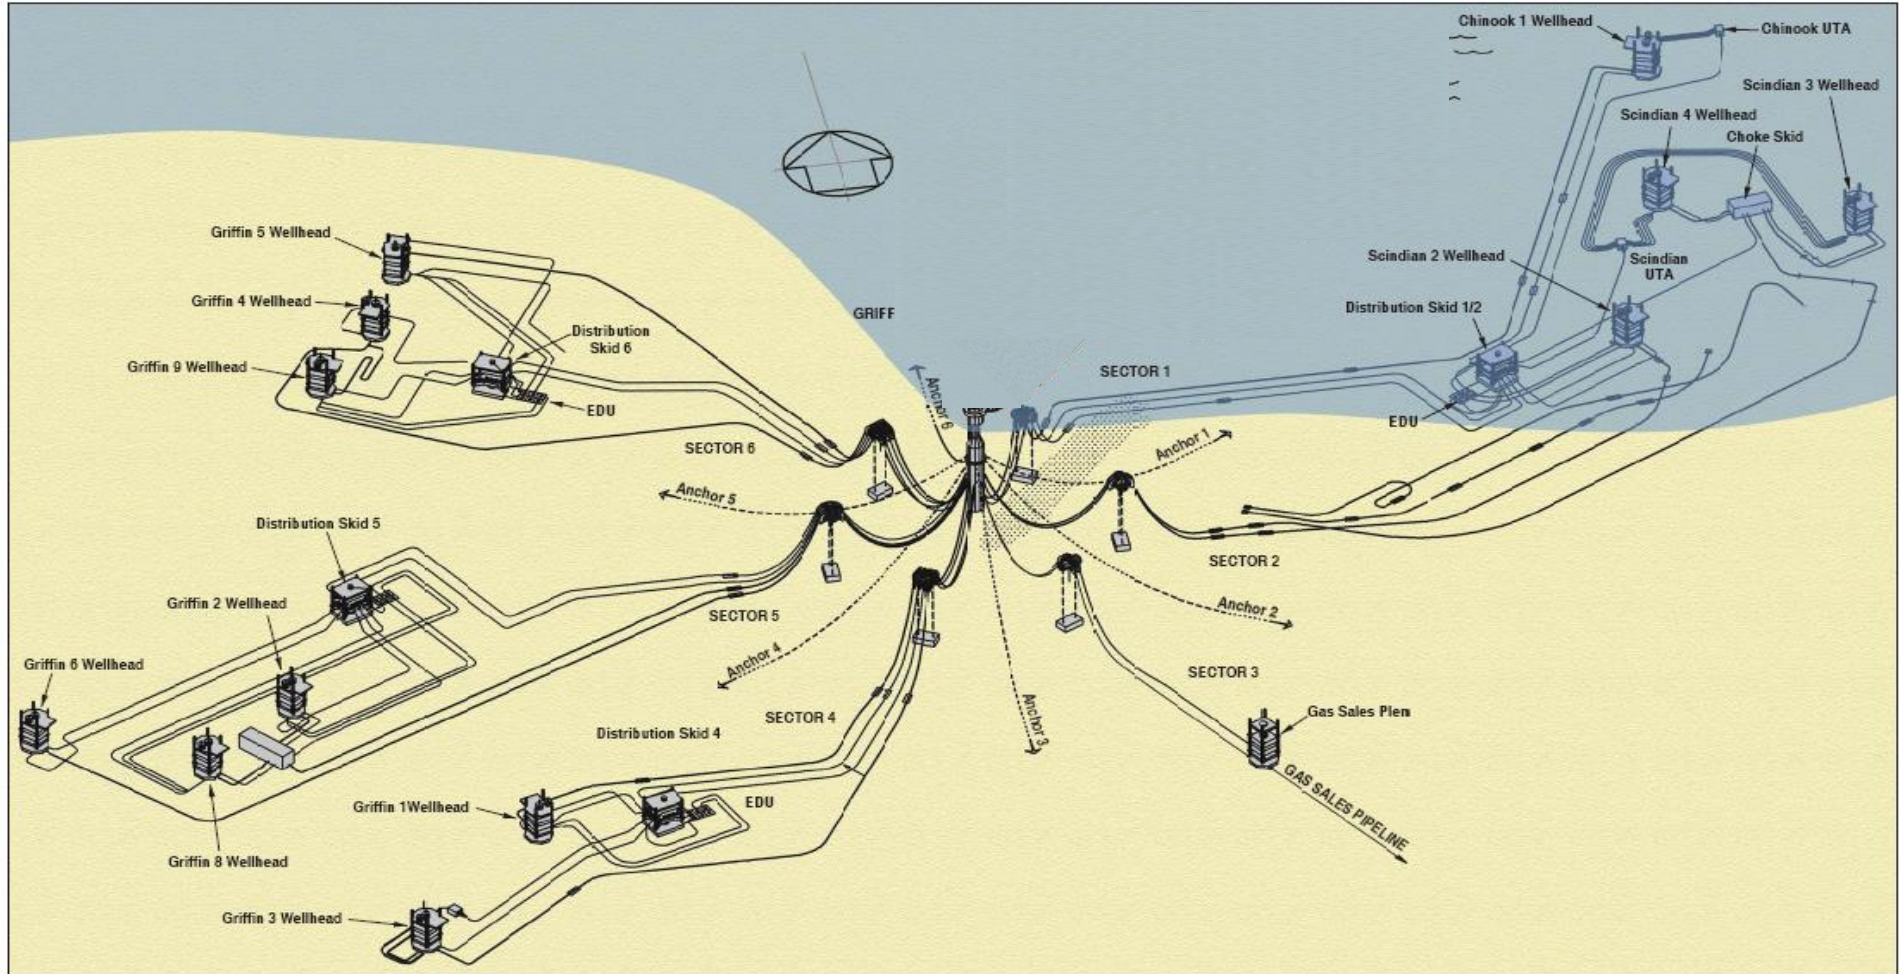 Chinook 1 Wellhead
Chinook UTA
Scindian 3 Wellhead
Scindian 4 Wellhead
Choke Skid
Griffin 5 Wellhead
Scindian 2 Wellhead
Scindian
UTA
Griffin 4 Wellhead
Distribution Skid 1/2
GRIFF
Distribution
Skid 6
Griffin 9 Wellhead
SECTOR 1
EDU
Anchor 6
EDU
SECTOR 6
Anchor 1
Anchor 5
Distribution Skid 5
SECTOR 2
Griffin 2 Wellhead
Anchor 2
SECTOR 5
Griffin 6 Wellhead
Anchor 4
SECTOR 3
Gas Sales Plem
SECTOR 4
Anchor 3
Distribution Skid 4
GAS SALES PIPELINE
Griffin 1Wellhead
EDU
Griffin 8 Wellhead
Griffin 3 Wellhead